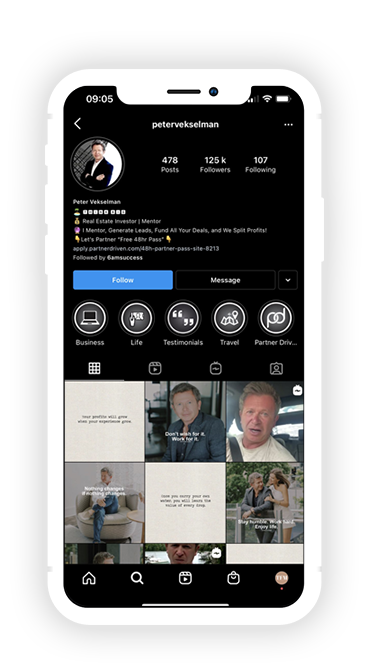 09:05
petervekselman
478
Posts
125 k
Followers
107
Following
Peter Vekselman
Real Estate Investor | Mentor
I Mentor, Generate Leads, Fund All Your Deals, and We Split Profits!
Let's Partner "Free 48hr Pass"
apply.partnerdriven.com/48h-partner-pass-site-8213
Followed by 6amsuccess
Follow
Message
Business
Life
Testimonials
Travel
Partner Driv...
Your profits will grow
when your experience grows.
Don't wish for it.
Work for it.
Nothing changes
if nothing changes.
Once you carry your own
water, you will learn the
value of every drop.
Stay humble. Work hard.
Enjoy life.